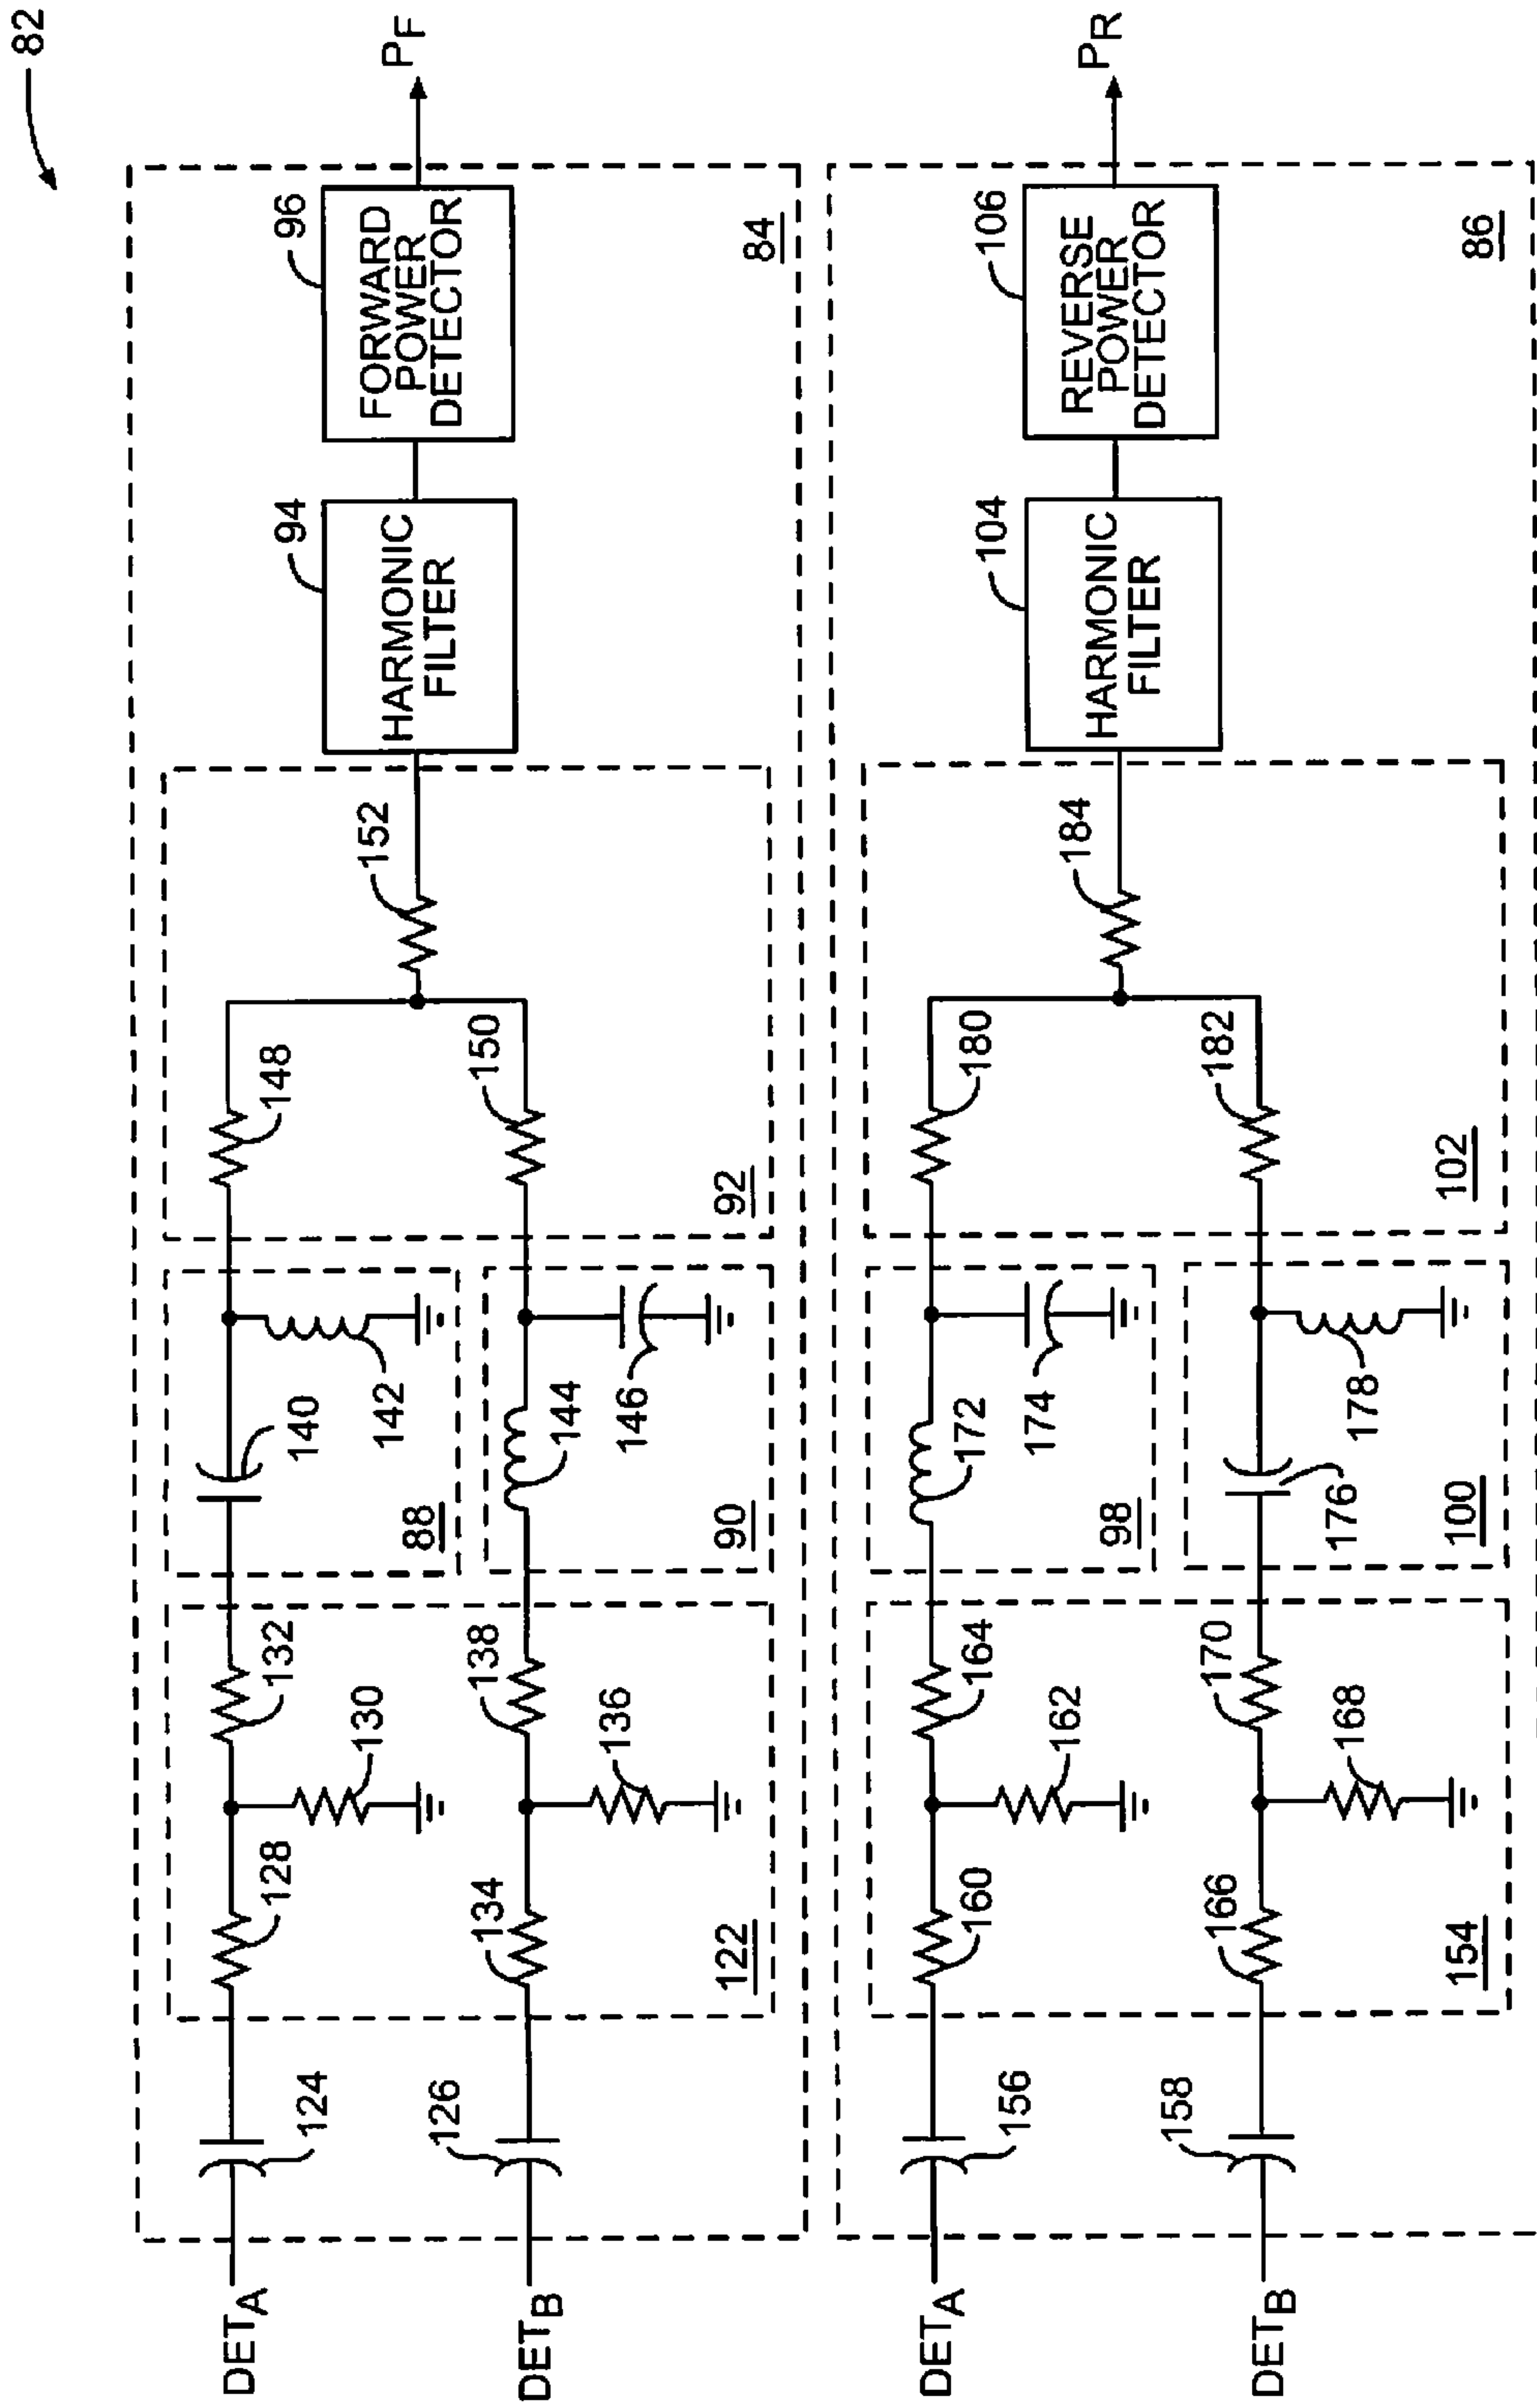 82
84
DET_A
124
DET_B
126
122
128
130
132
134
136
138
88
140
142
90
144
146
92
148
150
152
94
HARMONIC
FILTER
96
FORWARD
POWER
DETECTOR
P_F
86
DET_A
156
DET_B
158
154
160
162
164
166
168
170
98
172
174
100
176
178
102
180
182
184
104
HARMONIC
FILTER
106
REVERSE
POWER
DETECTOR
P_R